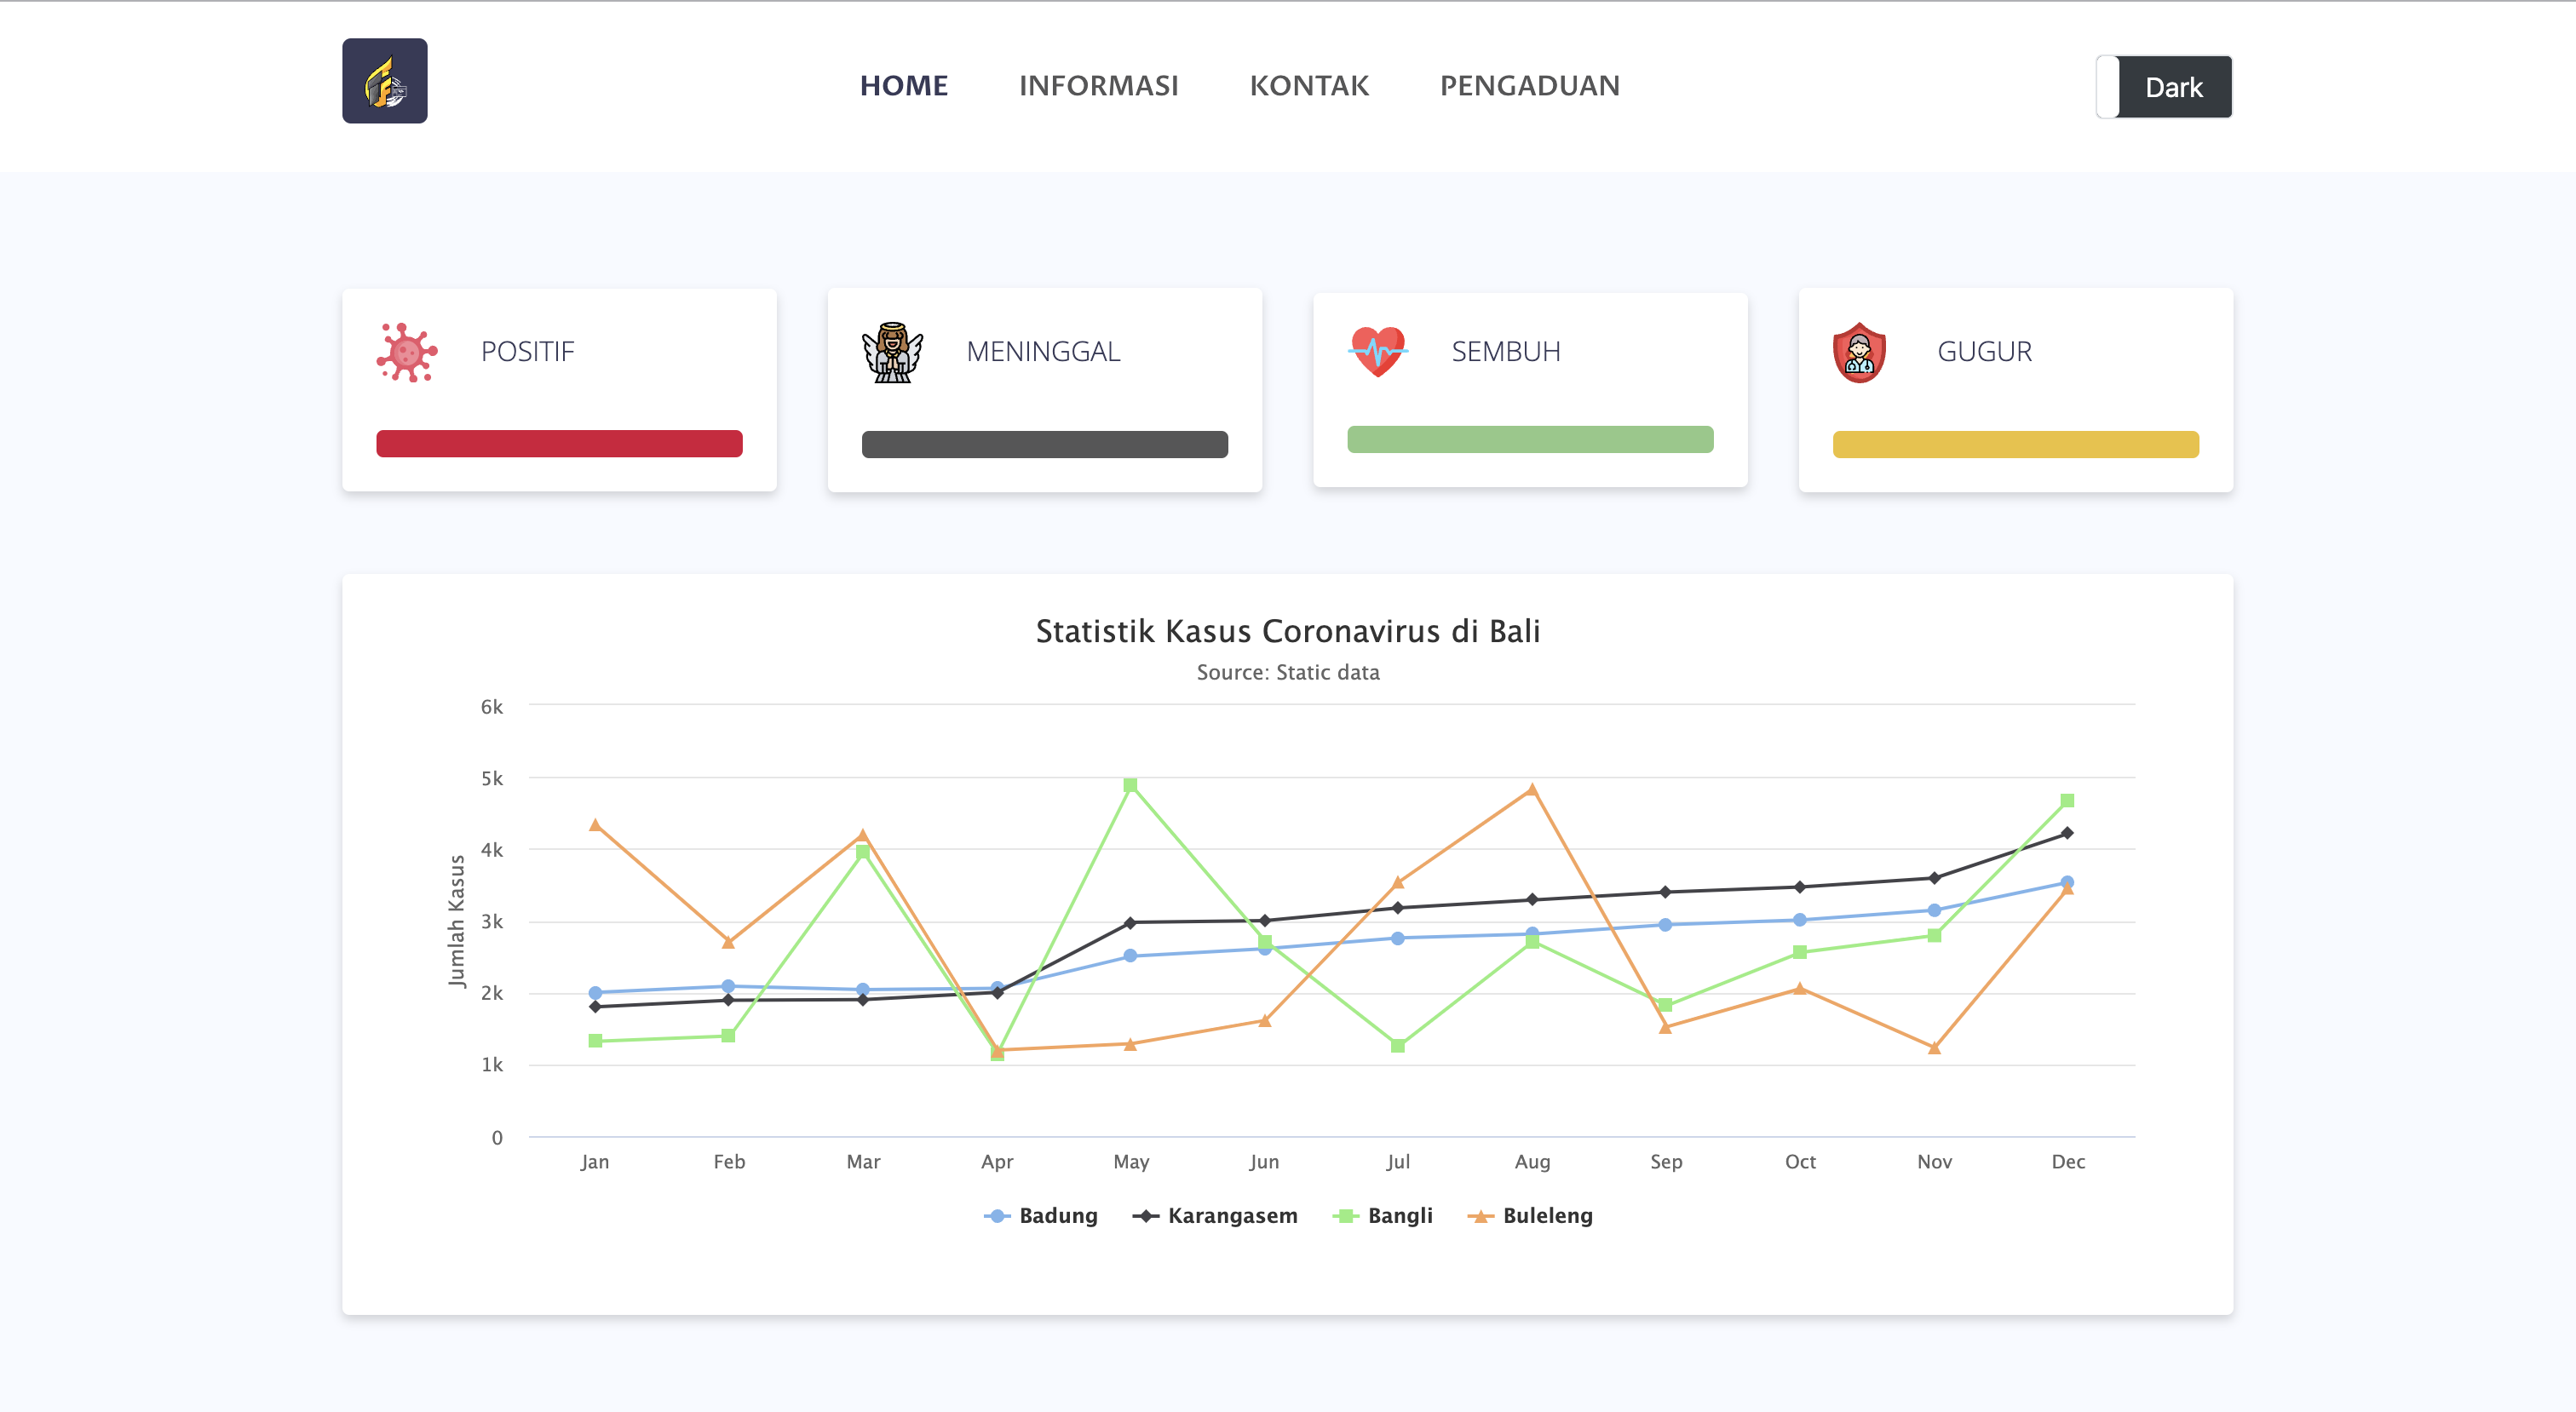 HOME INFORMASI KONTAK PENGADUAN Dark
POSITIF MENINGGAL SEMBUH GUGUR
Statistik Kasus Coronavirus di Bali
Source: Static data
Jumlah Kasus
6k
5k
4k
3k
2k
1k
0
Jan Feb Mar Apr May Jun Jul Aug Sep Oct Nov Dec
Badung Karangasem Bangli Buleleng